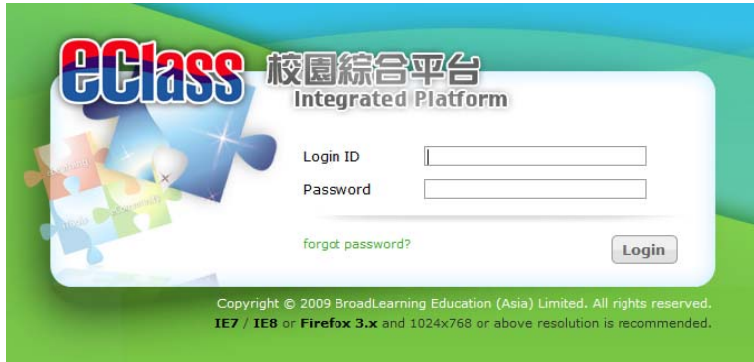 eClass 校園綜合平台
Integrated Platform
Login ID
Password
forgot password?
Login
Copyright © 2009 BroadLearning Education (Asia) Limited. All rights reserved.
IE7 / IE8 or Firefox 3.x and 1024x768 or above resolution is recommended.